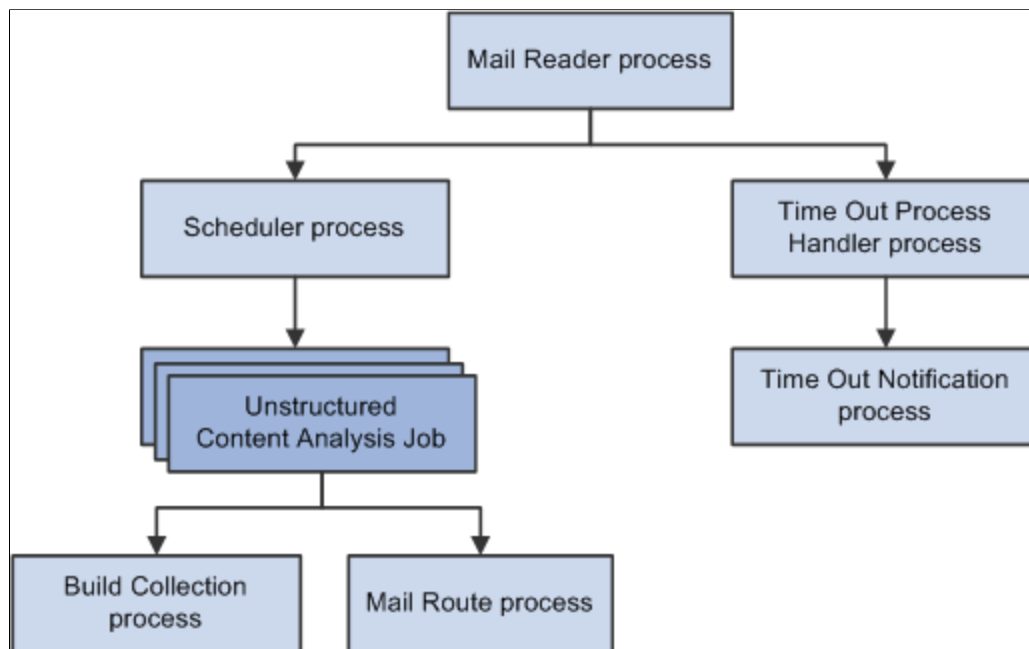 Mail Reader process
Scheduler process
Time Out Process
Handler process
Unstructured
Content Analysis Job
Time Out Notification
process
Build Collection
process
Mail Route process